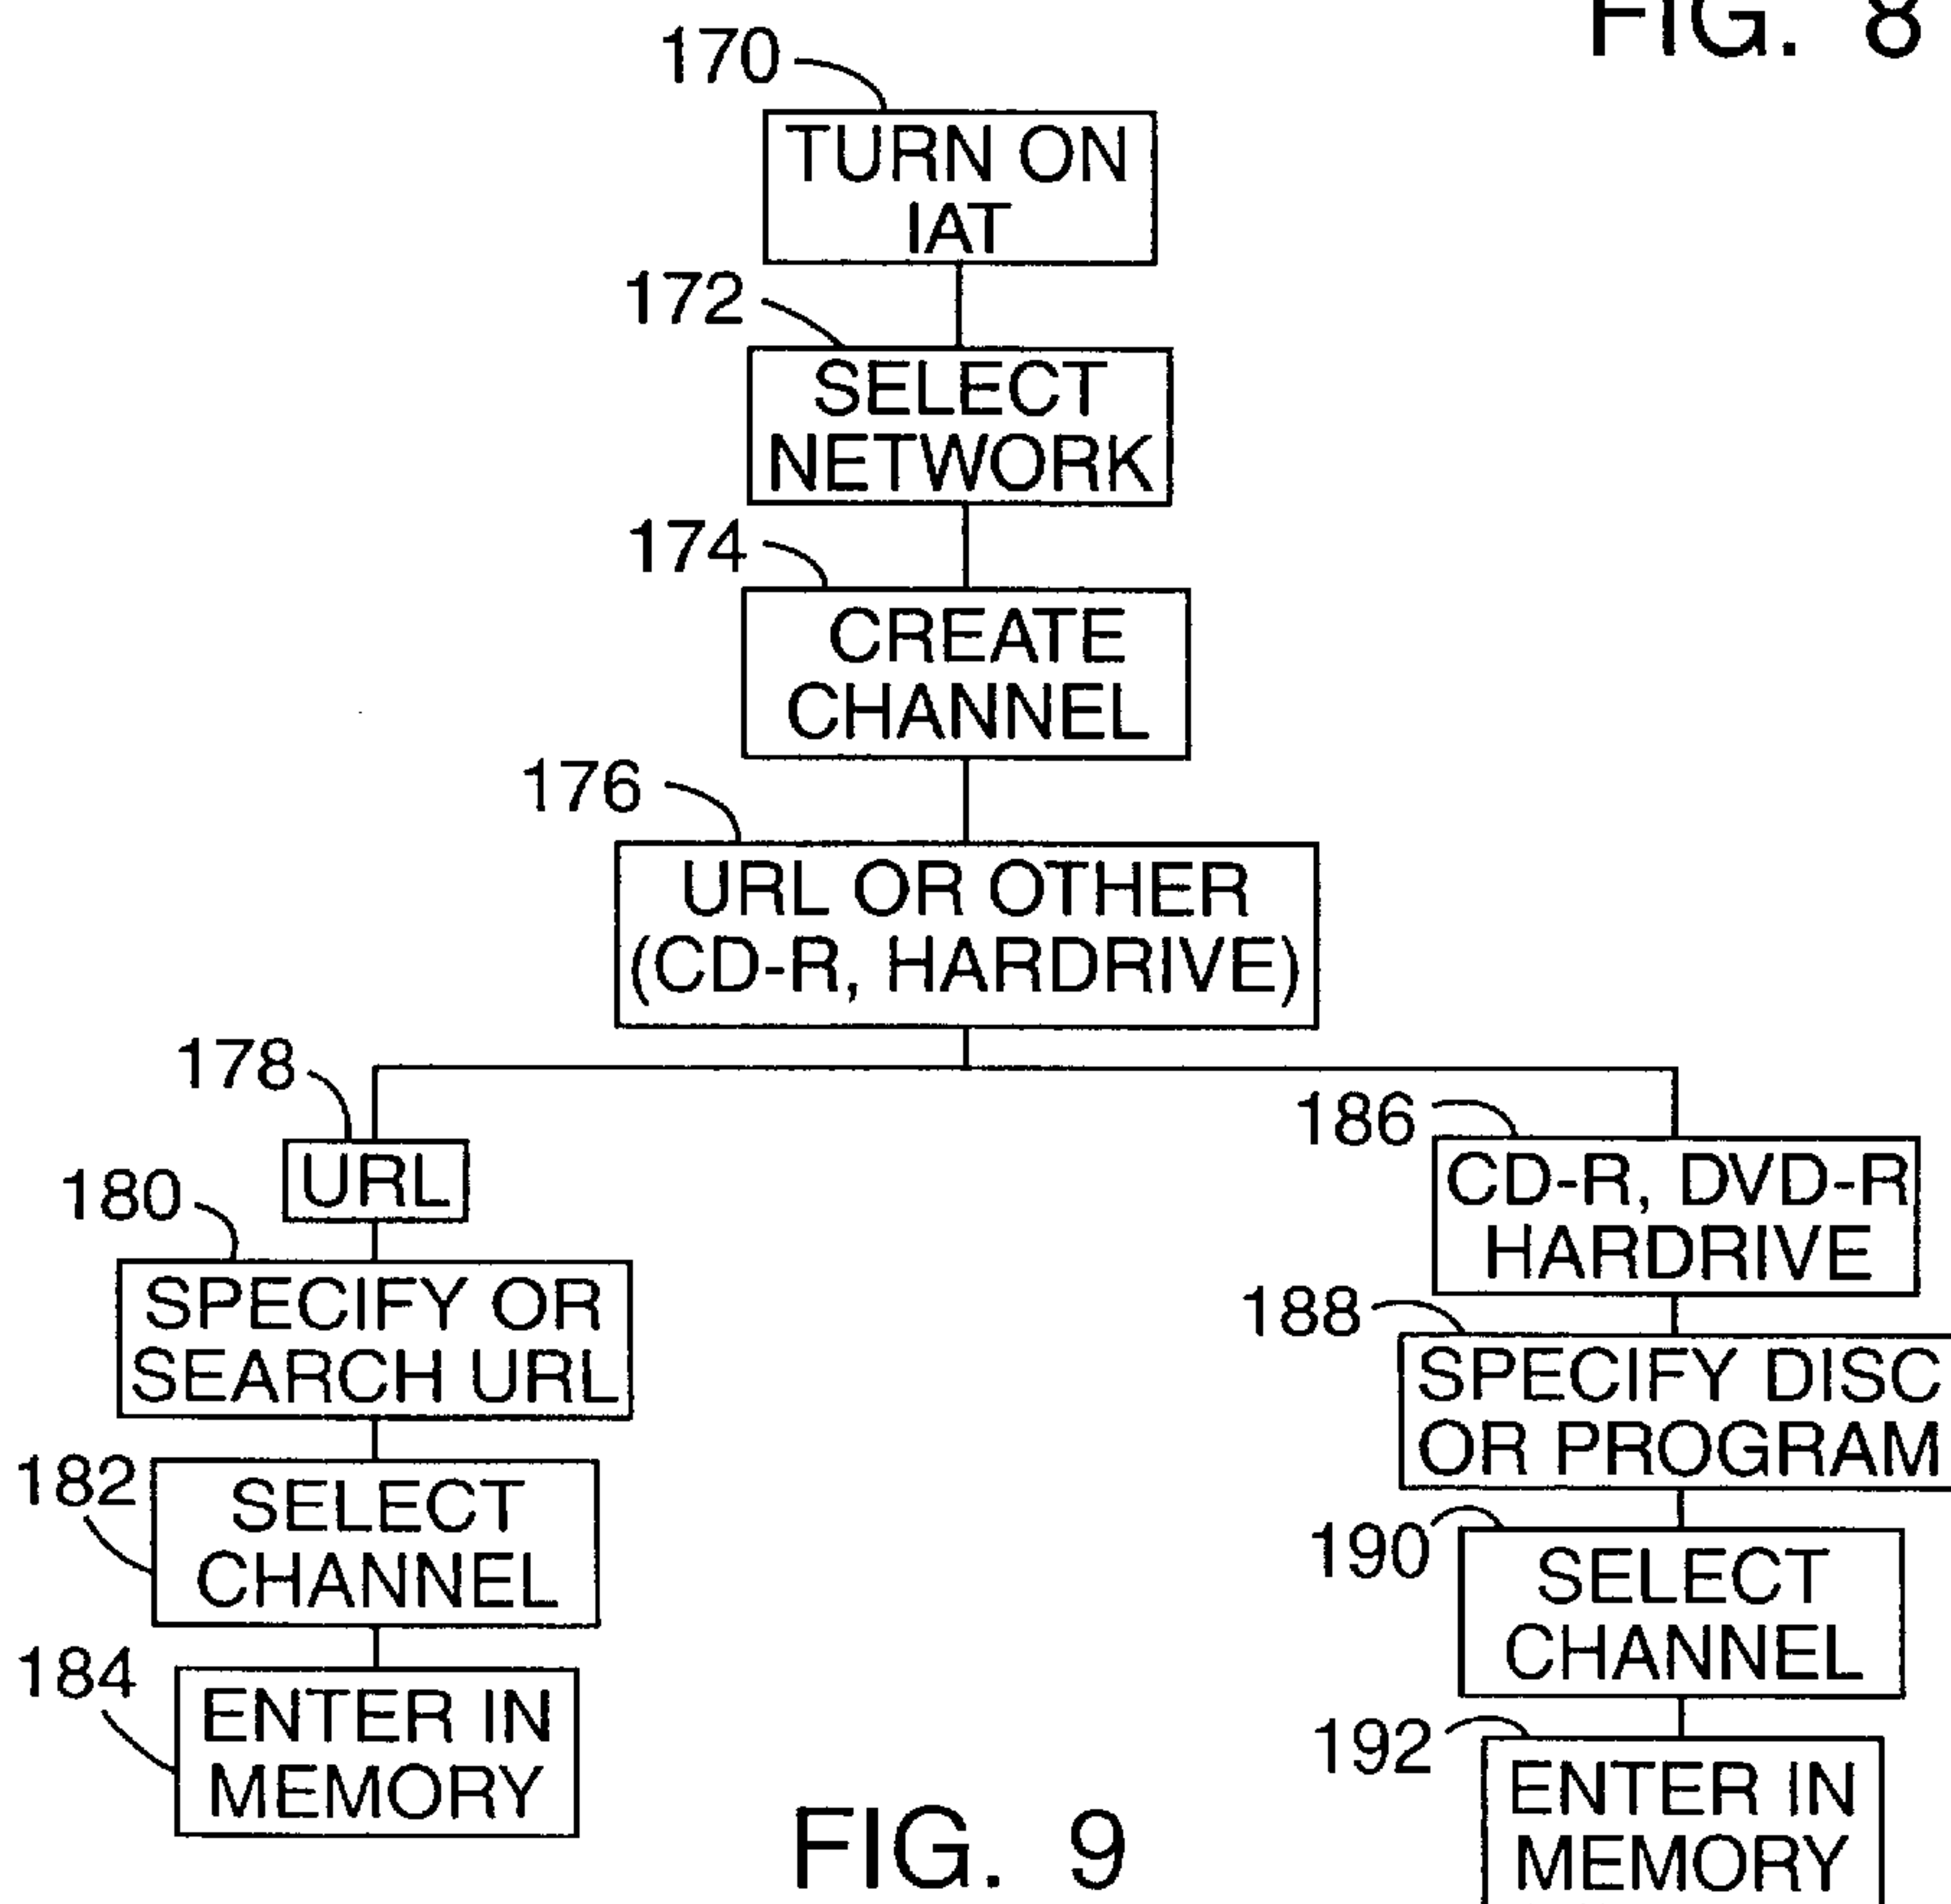 FIG. 8
170
TURN ON
IAT
172
SELECT
NETWORK
174
CREATE
CHANNEL
176
URL OR OTHER
(CD-R, HARDRIVE)
178
URL
180
SPECIFY OR
SEARCH URL
182
SELECT
CHANNEL
184
ENTER IN
MEMORY
186
CD-R, DVD-R
HARDRIVE
188
SPECIFY DISC
OR PROGRAM
190
SELECT
CHANNEL
192
ENTER IN
MEMORY
FIG. 9